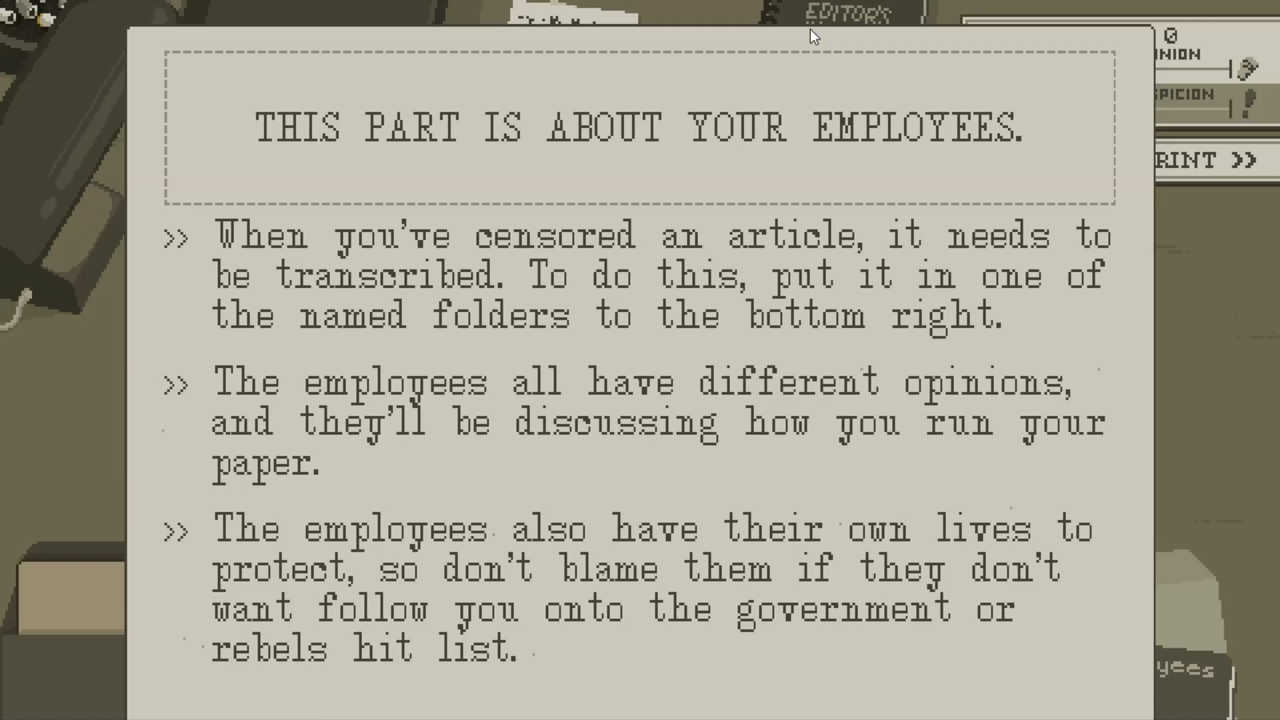 EDITOR'S
0
INION
SPICION
THIS PART IS ABOUT YOUR EMPLOYEES.
RINT >>
>> When you've censored an article, it needs to
be transcribed. To do this, put it in one of
the named folders to the bottom right.
>> The employees all have different opinions,
and they'll be discussing how you run your
paper.
>> The employees also have their own lives to
protect, so don't blame them if they don't
want follow you onto the government or
rebels hit list.
yees